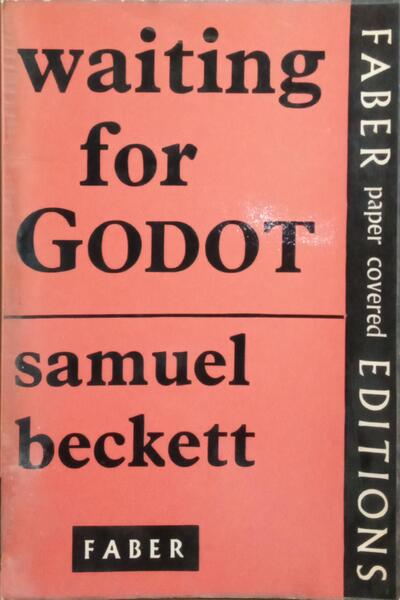 waiting
for
GODOT
samuel
beckett
FABER
FABER paper covered EDITIONS